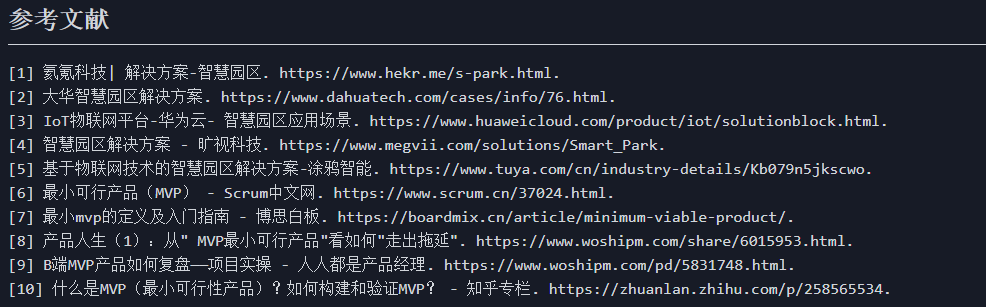 参考文献
[1] 氦氪科技| 解决方案-智慧园区. https://www.hekr.me/s-park.html.
[2] 大华智慧园区解决方案. https://www.dahuatech.com/cases/info/76.html.
[3] IoT物联网平台-华为云- 智慧园区应用场景. https://www.huaweicloud.com/product/iot/solutionblock.html.
[4] 智慧园区解决方案 - 旷视科技. https://www.megvii.com/solutions/Smart_Park.
[5] 基于物联网技术的智慧园区解决方案-涂鸦智能. https://www.tuya.com/cn/industry-details/Kb079n5jkscwo.
[6] 最小可行产品（MVP） - Scrum中文网. https://www.scrum.cn/37024.html.
[7] 最小mvp的定义及入门指南 - 博思白板. https://boardmix.cn/article/minimum-viable-product/.
[8] 产品人生（1）：从" MVP最小可行产品"看如何"走出拖延". https://www.woshipm.com/share/6015953.html.
[9] B端MVP产品如何复盘——项目实操 - 人人都是产品经理. https://www.woshipm.com/pd/5831748.html.
[10] 什么是MVP（最小可行性产品）？如何构建和验证MVP？ - 知乎专栏. https://zhuanlan.zhihu.com/p/258565534.